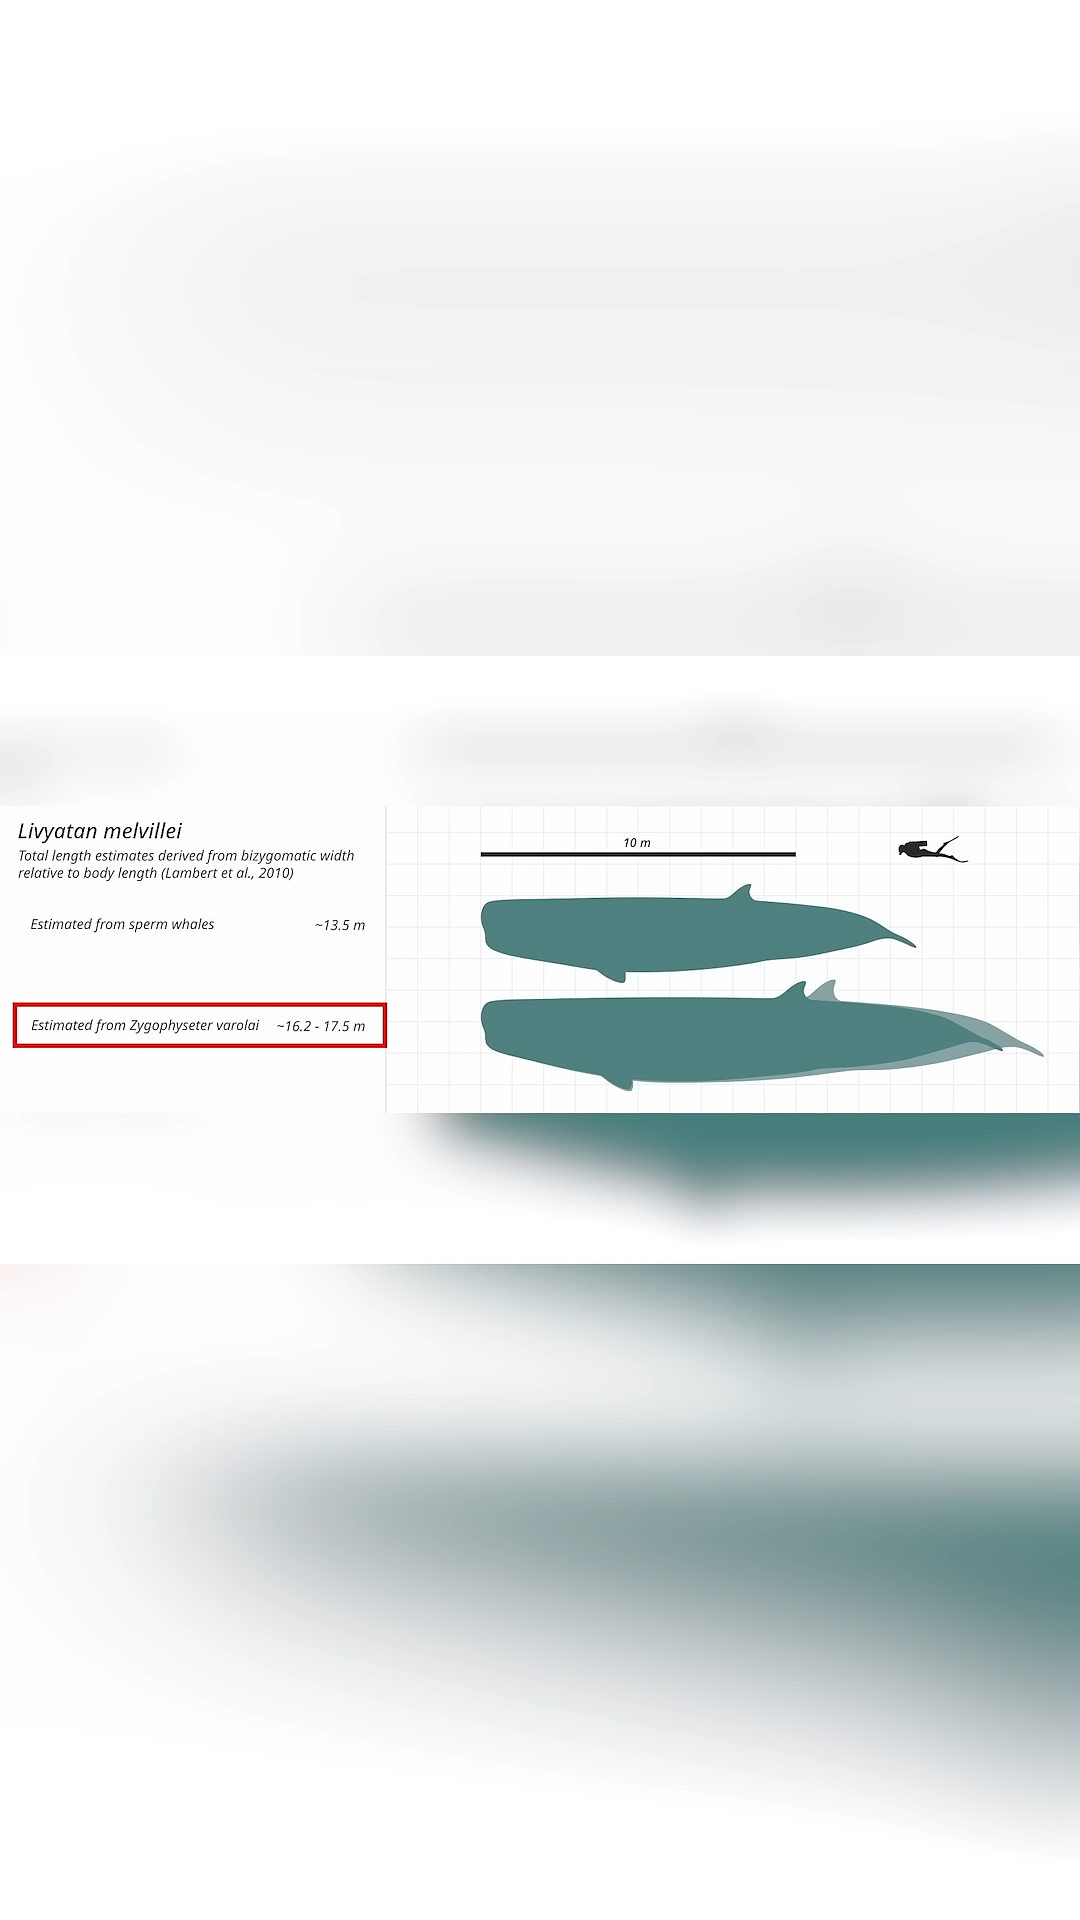 Livyatan melvillei
Total length estimates derived from bizygomatic width
relative to body length (Lambert et al., 2010)
10 m
Estimated from sperm whales ~13.5 m
Estimated from Zygophyseter varolai ~16.2 - 17.5 m